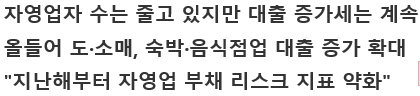 자영업자 수는 줄고 있지만 대출 증가세는 계속
올들어 도·소매, 숙박·음식점업 대출 증가 확대
"지난해부터 자영업 부채 리스크 지표 약화"